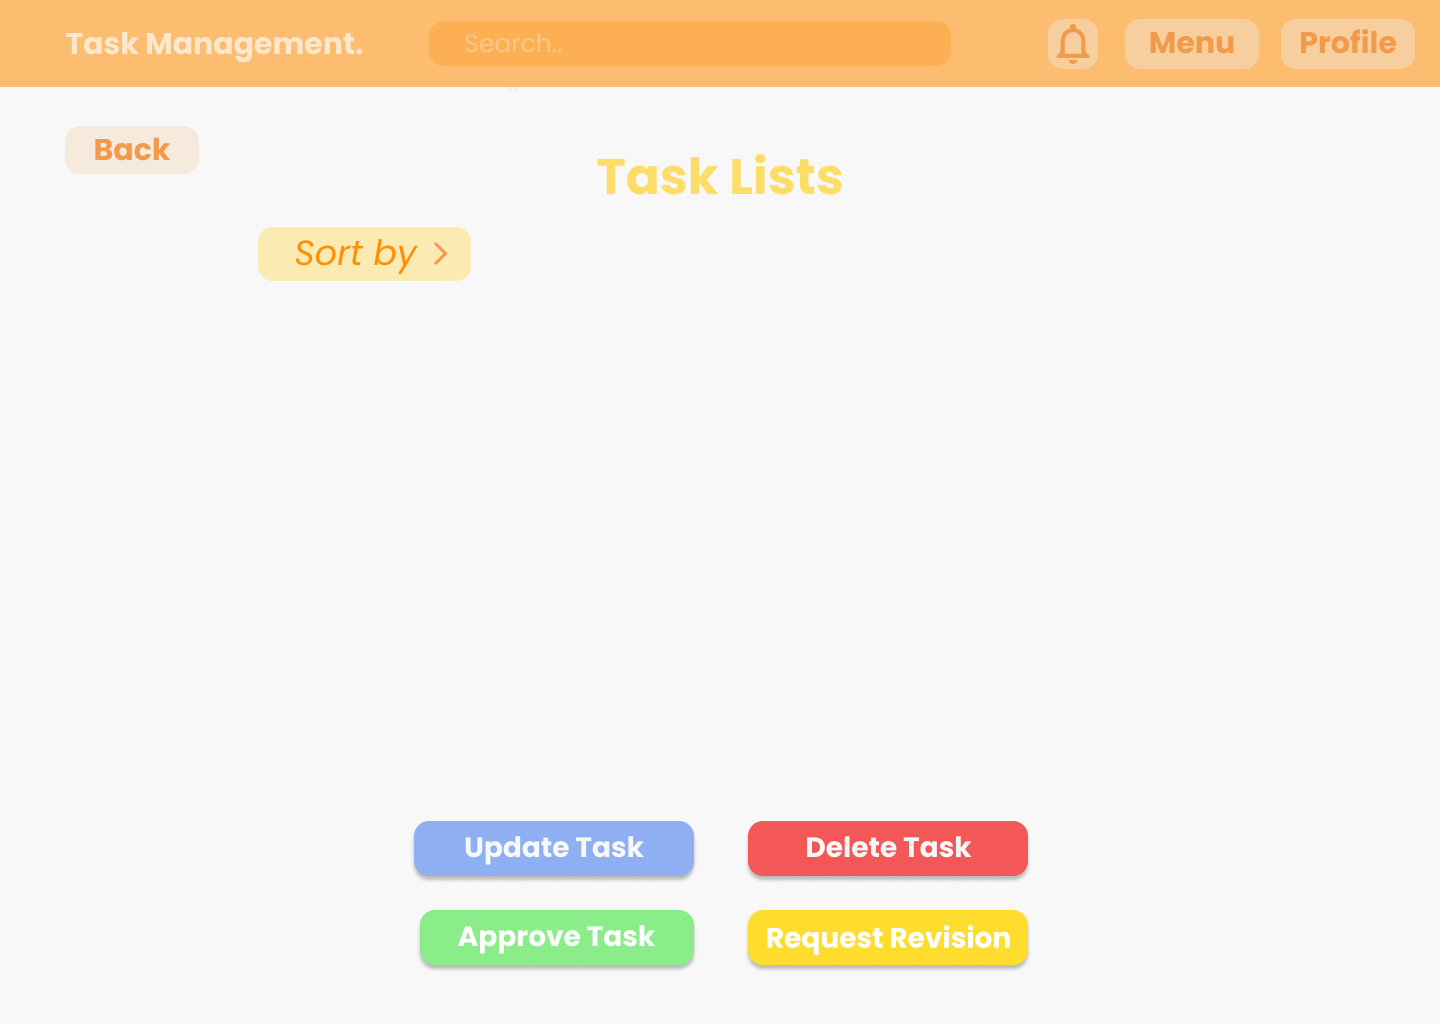 Task Management.
Search..
Menu
Profile
Back
Task Lists
Sort by
Update Task
Delete Task
Approve Task
Request Revision